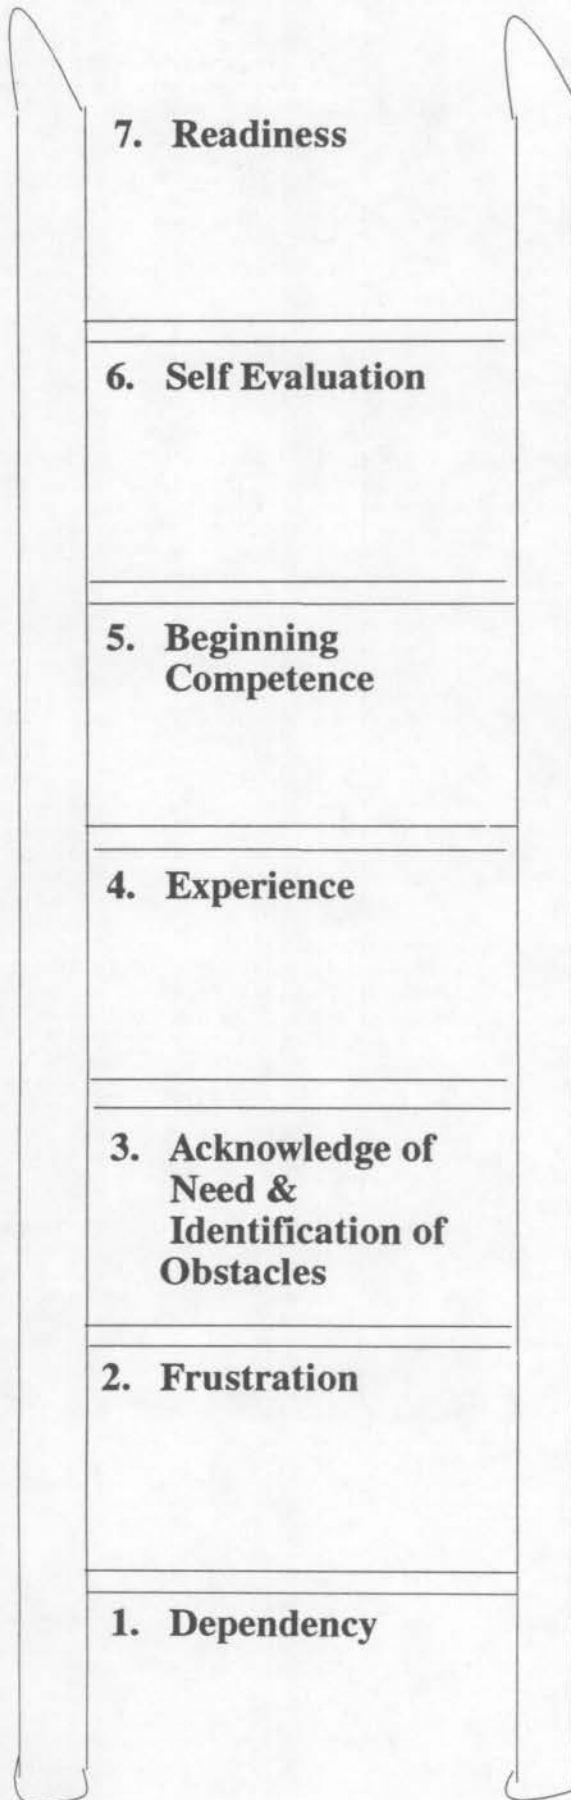 7. Readiness
6. Self Evaluation
5. Beginning
Competence
4. Experience
3. Acknowledge of
Need &
Identification of
Obstacles
2. Frustration
1. Dependency